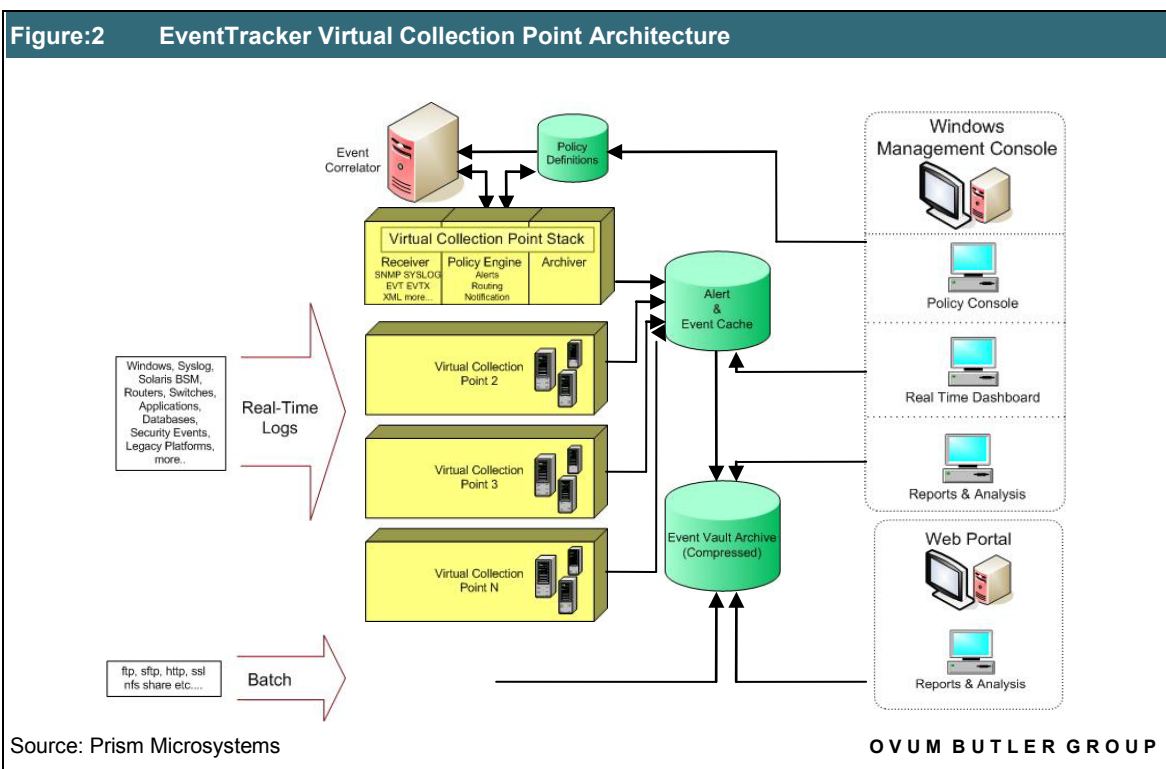 Figure:2 EventTracker Virtual Collection Point Architecture
Event
Correlator
Policy
Definitions
Virtual Collection Point Stack
Receiver
SNMP SYSLOG
EVT EVTX
XML more...
Policy Engine
Alerts
Routing
Notification
Archiver
Virtual Collection
Point 2
Virtual Collection
Point 3
Virtual Collection
Point N
Windows, Syslog,
Solaris BSM,
Routers, Switches,
Applications,
Databases,
Security Events,
Legacy Platforms,
more..
Real-Time
Logs
ftp, sftp, http, ssl
nfs share etc....
Batch
Alert
&
Event Cache
Event Vault Archive
(Compressed)
Windows
Management Console
Policy Console
Real Time Dashboard
Reports & Analysis
Web Portal
Reports & Analysis
Source: Prism Microsystems
OVUM BUTLER GROUP